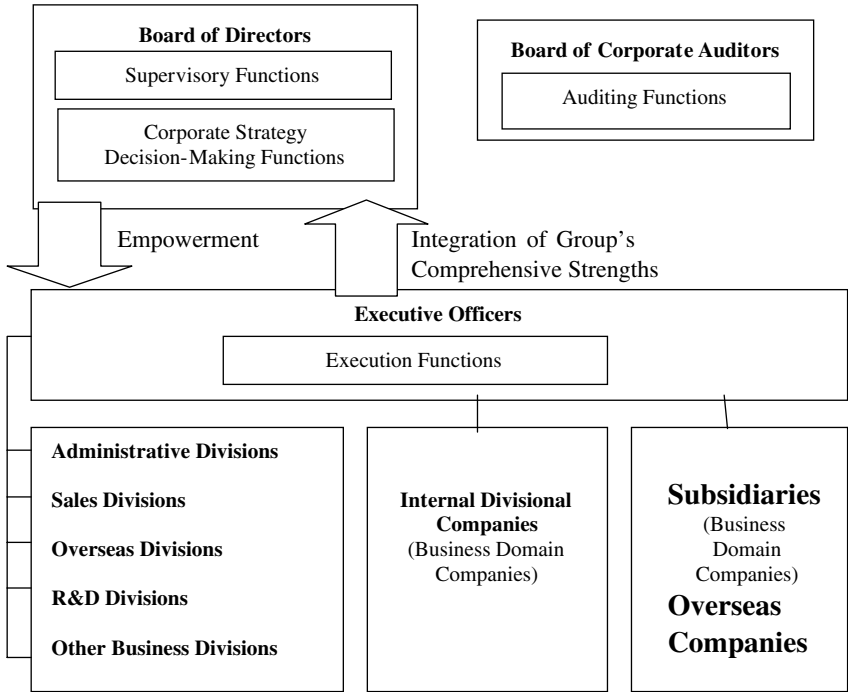 Board of Directors
Supervisory Functions
Corporate Strategy
Decision-Making Functions
Board of Corporate Auditors
Auditing Functions
Empowerment
Integration of Group's
Comprehensive Strengths
Executive Officers
Execution Functions
Administrative Divisions
Sales Divisions
Overseas Divisions
R&D Divisions
Other Business Divisions
Internal Divisional
Companies
(Business Domain
Companies)
Subsidiaries
(Business
Domain
Companies)
Overseas
Companies